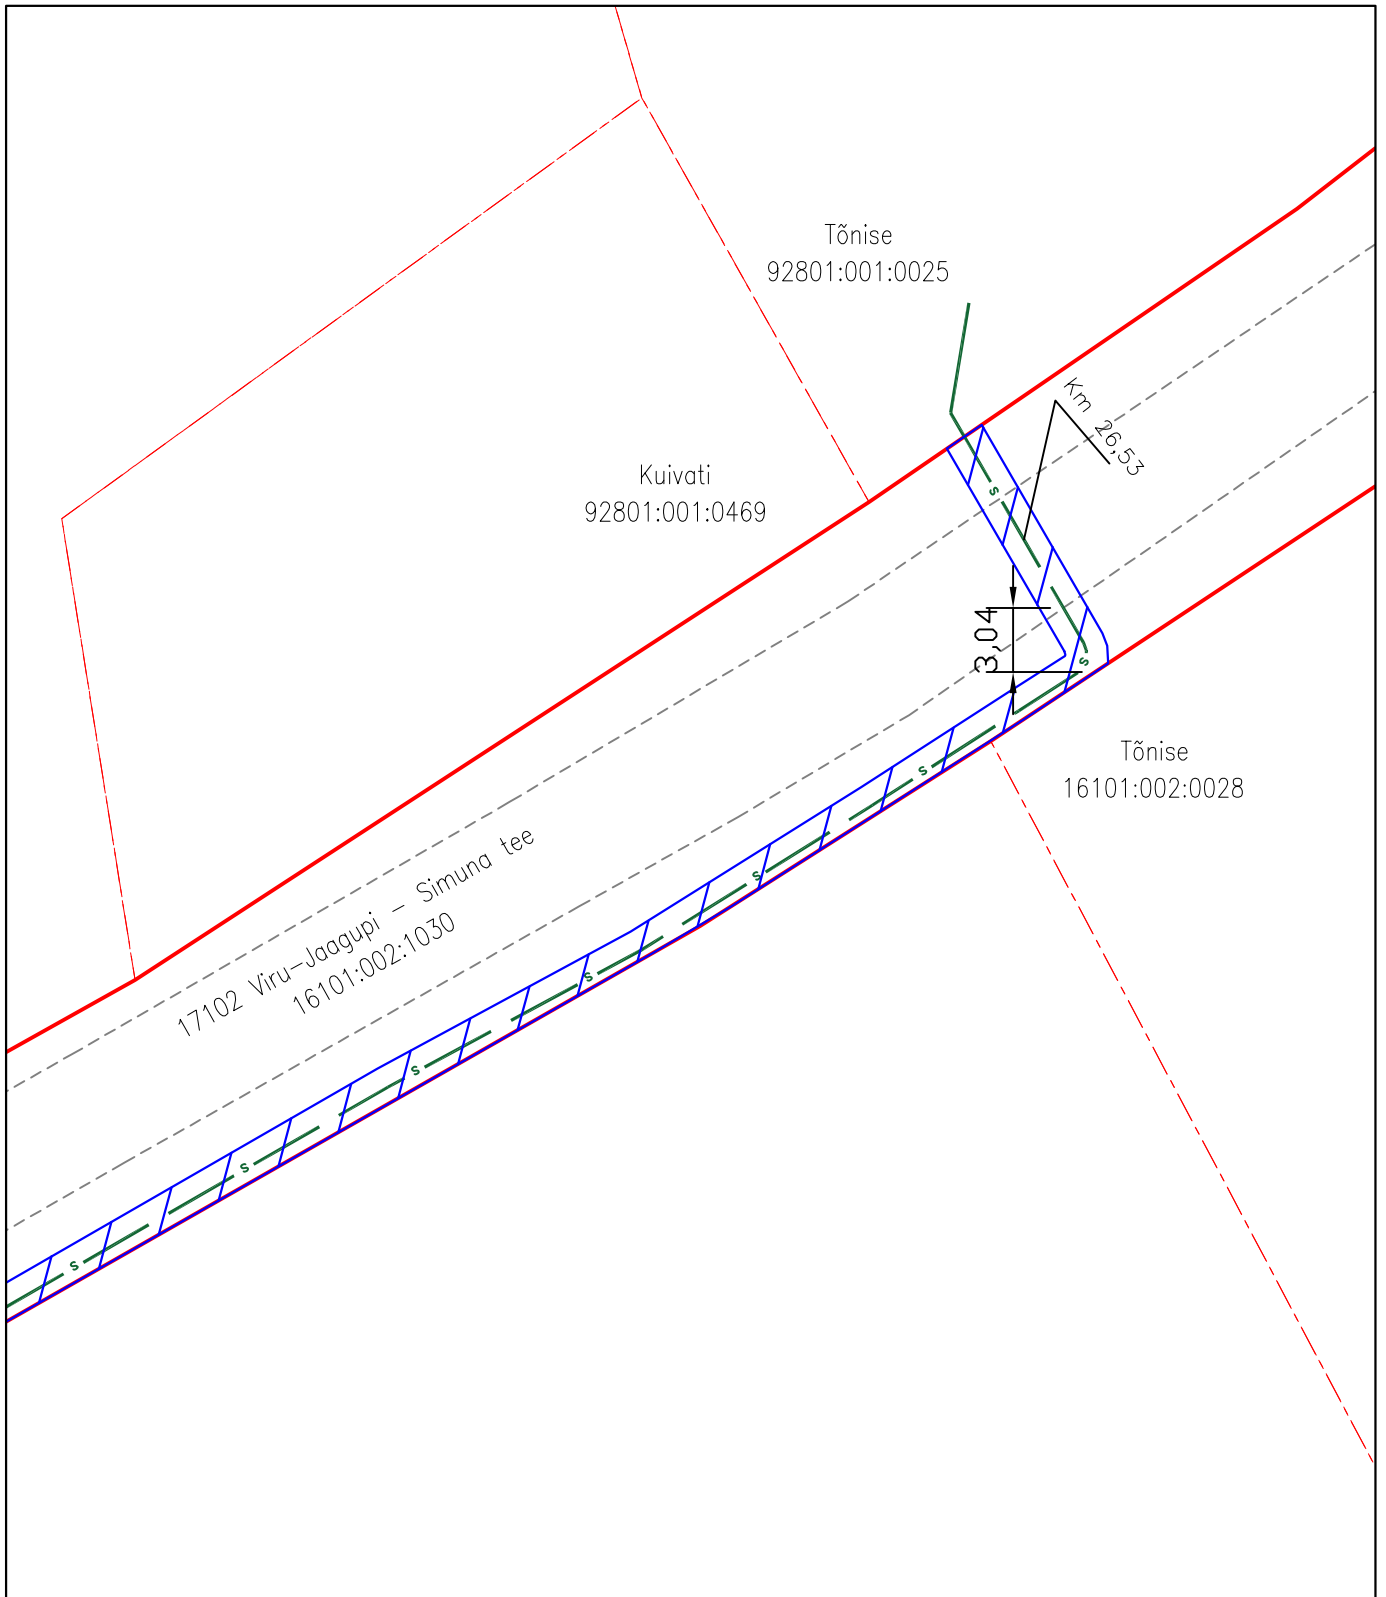 Tõnise
92801:001:0025
Km 26,53
Kuivati
92801:001:0469
3,04
s
s
Tõnise
16101:002:0028
s
s
17102 Viru-Jaagupi - Simuna tee
16101:002:1030
s
s
s
s